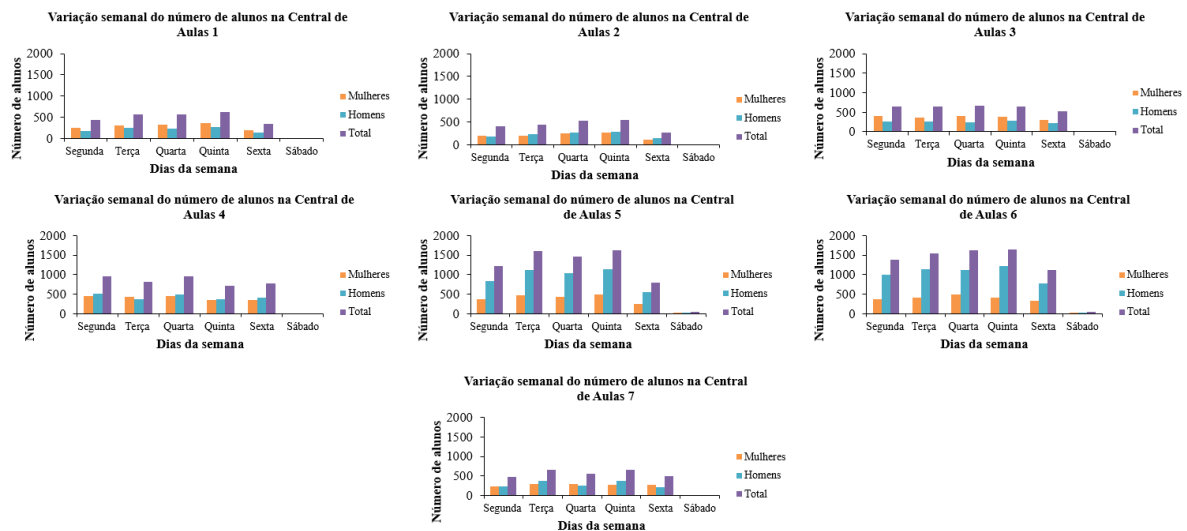 Variação semanal do número de alunos na Central de
Aulas 1
Número de alunos
2000
1500
1000
500
0
Segunda Terça Quarta Quinta Sexta Sábado
Dias da semana
Mulheres
Homens
Total
Variação semanal do número de alunos na Central de
Aulas 2
Número de alunos
2000
1500
1000
500
0
Segunda Terça Quarta Quinta Sexta Sábado
Dias da semana
Mulheres
Homens
Total
Variação semanal do número de alunos na Central de
Aulas 3
Número de alunos
2000
1500
1000
500
0
Segunda Terça Quarta Quinta Sexta Sábado
Dias da semana
Mulheres
Homens
Total
Variação semanal do número de alunos na Central de
Aulas 4
Número de alunos
2000
1500
1000
500
0
Segunda Terça Quarta Quinta Sexta Sábado
Dias da semana
Mulheres
Homens
Total
Variação semanal do número de alunos na Central
de Aulas 5
Número de alunos
2000
1500
1000
500
0
Segunda Terça Quarta Quinta Sexta Sábado
Dias da semana
Mulheres
Homens
Total
Variação semanal do número de alunos na Central
de Aulas 6
Número de alunos
2000
1500
1000
500
0
Segunda Terça Quarta Quinta Sexta Sábado
Dias da semana
Mulheres
Homens
Total
Variação semanal do número de alunos na Central
de Aulas 7
Número de alunos
2000
1500
1000
500
0
Segunda Terça Quarta Quinta Sexta Sábado
Dias da semana
Mulheres
Homens
Total